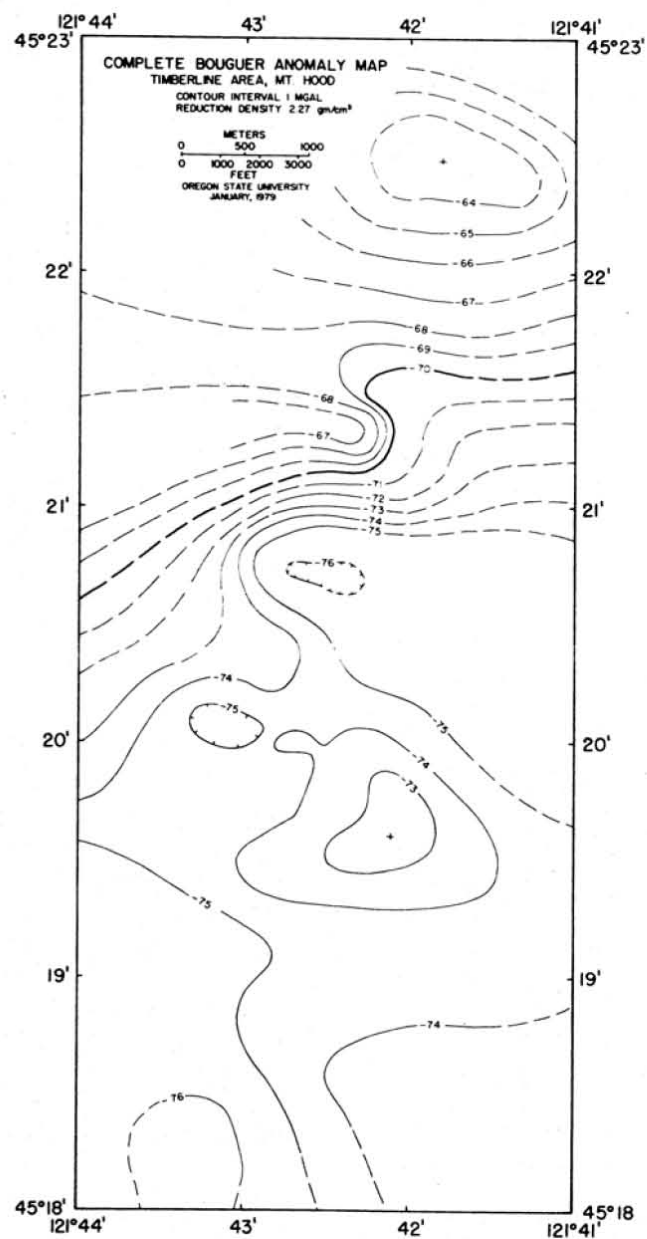 121°44' 43' 42' 121°41'
45°23' 45°23'
COMPLETE BOUGUER ANOMALY MAP
TIMBERLINE AREA, MT. HOOD
CONTOUR INTERVAL 1 MGAL
REDUCTION DENSITY 2.27 gm/cm³
METERS
0 500 1000
0 1000 2000 3000
FEET
OREGON STATE UNIVERSITY
JANUARY, 1979
-64
-65
-66
22' 22'
-67
-68
-69
-70
-68
-67
21' 21'
-71
-72
-73
-74
-75
-76
-74
-75
-75
20' 20'
-74
-73
-75
19' 19'
-74
-76
45°18' 45°18
121°44' 43' 42' 121°41'